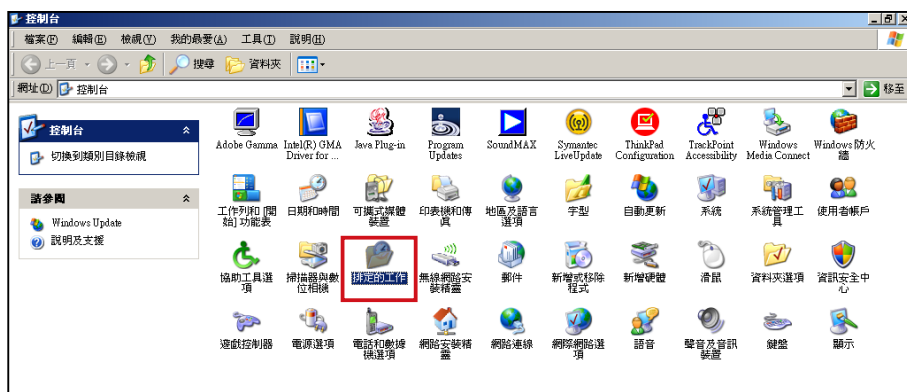 控制台
檔案(F) 編輯(E) 檢視(V) 我的最愛(A) 工具(T) 說明(H)
上一頁 搜尋 資料夾
網址(D) 控制台 移至
控制台
切換到類別目錄檢視
請參閱
Windows Update
說明及支援
Adobe Gamma
Intel(R) GMA
Driver for ...
Java Plug-in
Program
Updates
SoundMAX
Symantec
LiveUpdate
ThinkPad
Configuration
TrackPoint
Accessibility
Windows
Media Connect
Windows 防火
牆
工作列和 [開
始] 功能表
日期和時間
可攜式媒體
裝置
印表機和傳
真
地區及語言
選項
字型
自動更新
系統
系統管理工
具
使用者帳戶
協助工具選
項
掃描器與數
位相機
排定的工作
無線網路安
裝精靈
郵件
新增或移除
程式
新增硬體
滑鼠
資料夾選項
資訊安全中
心
遊戲控制器
電源選項
電話和數據
機選項
網路安裝精
靈
網路連線
網際網路選
項
語音
聲音及音訊
裝置
鍵盤
顯示